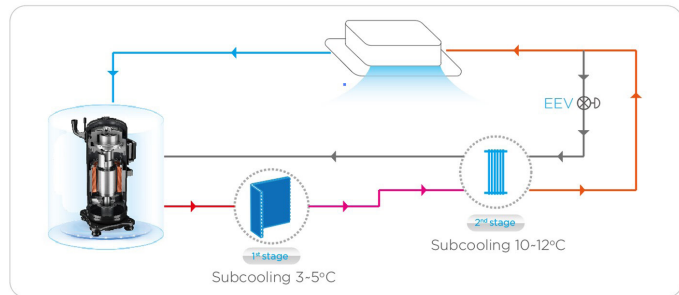 EEV
1st stage
2nd stage
Subcooling 3-5°C
Subcooling 10-12°C